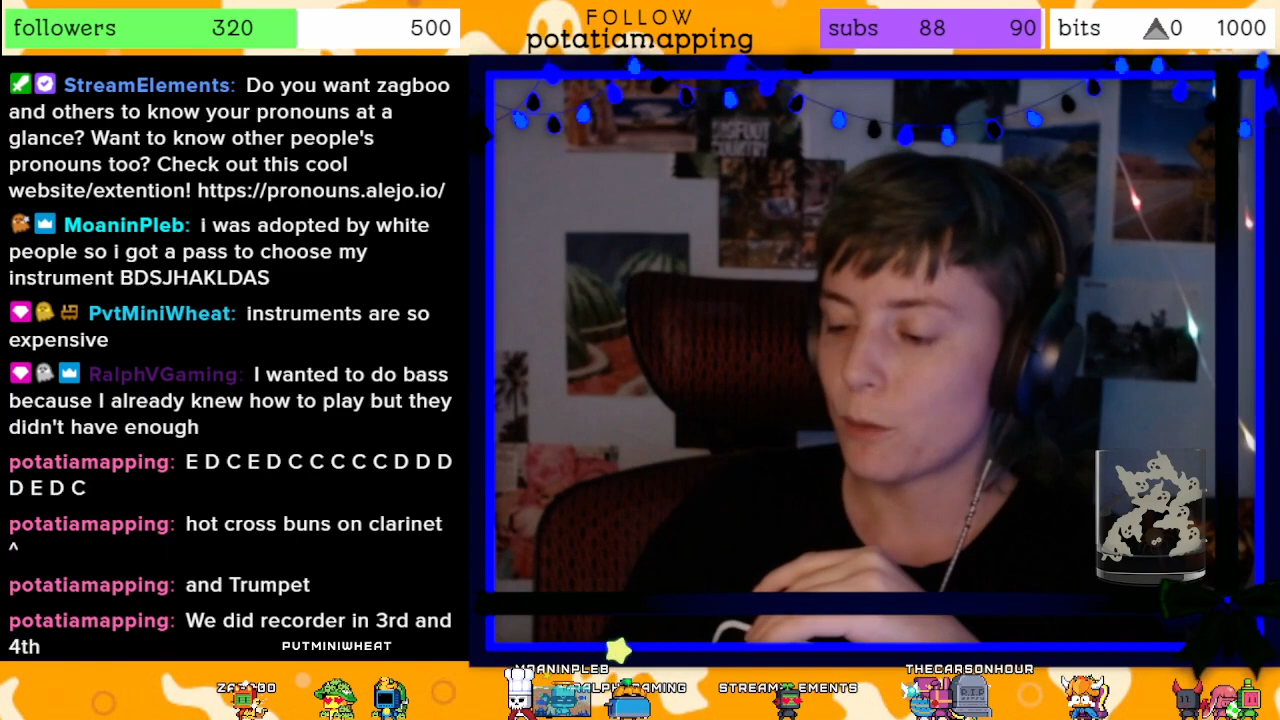 followers 320 500
FOLLOW
potatiamapping
subs 88 90
bits 0 1000
StreamElements: Do you want zagboo
and others to know your pronouns at a
glance? Want to know other people's
pronouns too? Check out this cool
website/extention! https://pronouns.alejo.io/
MoaninPleb: i was adopted by white
people so i got a pass to choose my
instrument BDSJHAKLDAS
PvtMiniWheat: instruments are so
expensive
RalphVGaming: I wanted to do bass
because I already knew how to play but they
didn't have enough
potatiamapping: E D C E D C C C C C D D D
D E D C
potatiamapping: hot cross buns on clarinet
^
potatiamapping: and Trumpet
potatiamapping: We did recorder in 3rd and
4th
PVTMINIWHEAT
BIGFOOT
COUNTRY
MOANINPLEB
THECARSONHOUR
RIP